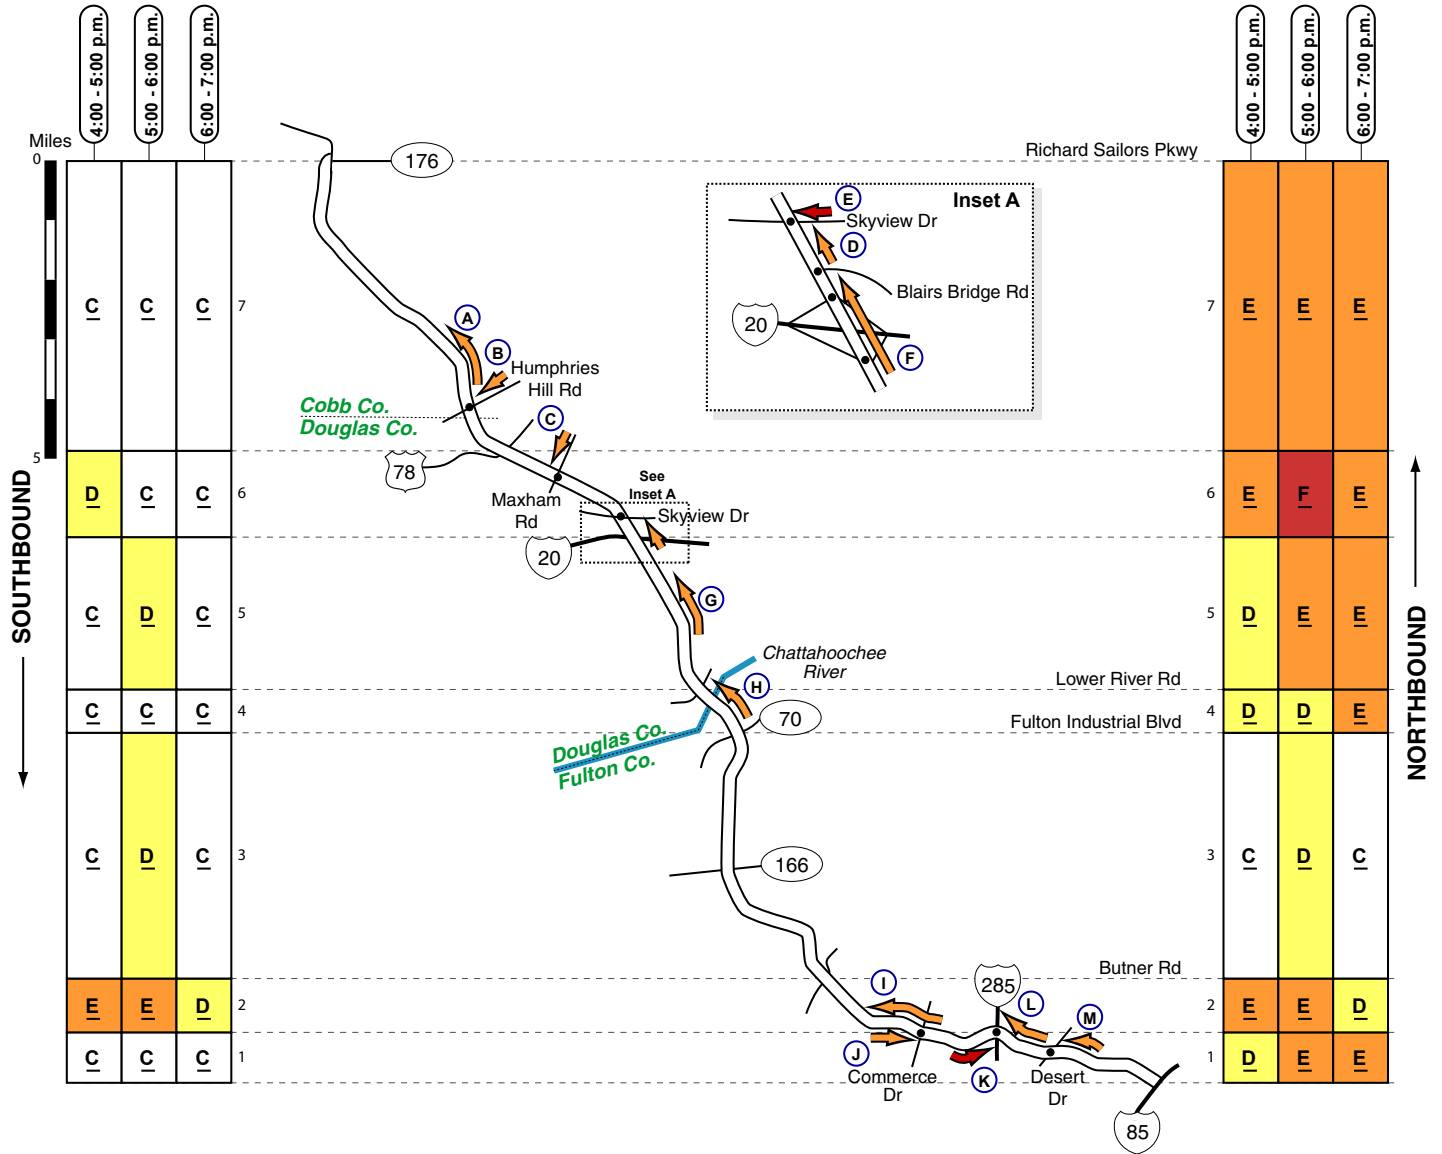 4:00 - 5:00 p.m.
5:00 - 6:00 p.m.
6:00 - 7:00 p.m.
4:00 - 5:00 p.m.
5:00 - 6:00 p.m.
6:00 - 7:00 p.m.
Miles
0
5
SOUTHBOUND
NORTHBOUND
C C C 7
D C C 6
C D C 5
C C C 4
C D C 3
E E D 2
C C C 1
176
Richard Sailors Pkwy
Inset A
E
Skyview Dr
D
Blairs Bridge Rd
20
F
A
B
Humphries
Hill Rd
Cobb Co.
Douglas Co.
C
78
Maxham
Rd
See
Inset A
Skyview Dr
20
G
Chattahoochee
River
H
Lower River Rd
70
Fulton Industrial Blvd
Douglas Co.
Fulton Co.
166
Butner Rd
I
285
L
M
J
K
Commerce
Dr
Desert
Dr
85
7 E E E
6 E F E
5 D E E
4 D D E
3 C D C
2 E E D
1 D E E